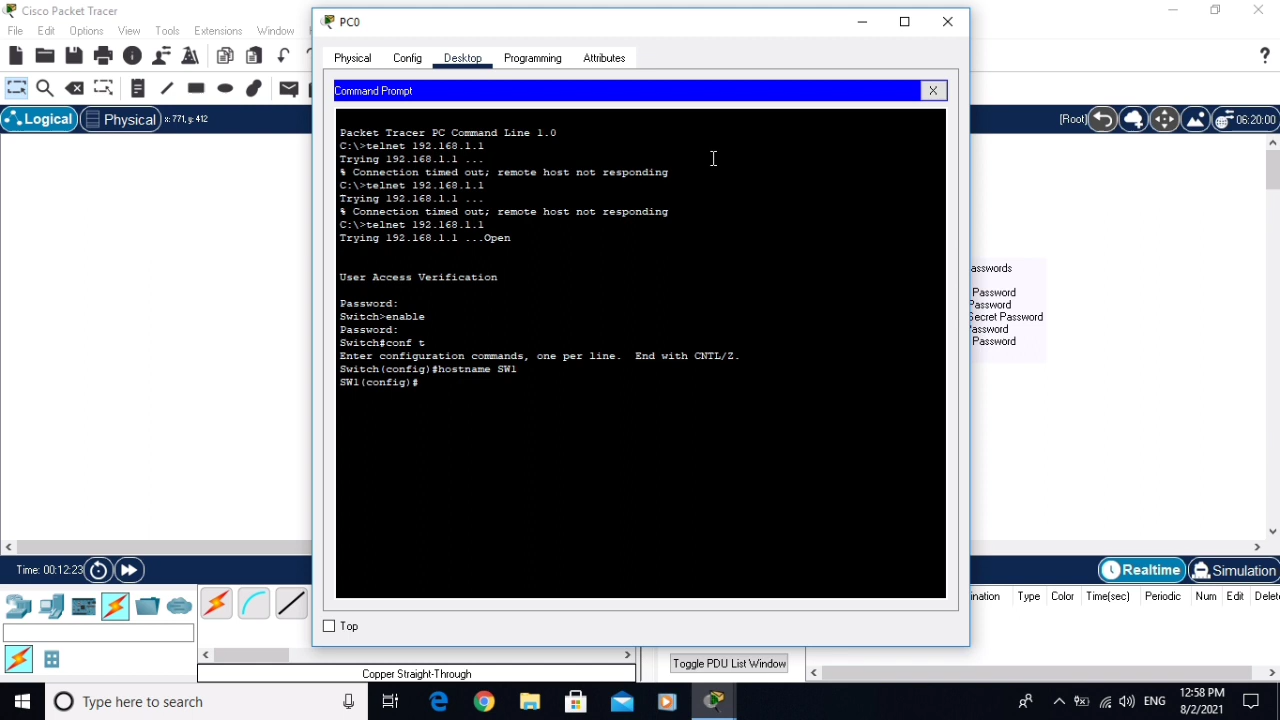 Cisco Packet Tracer
File Edit Options View Tools Extensions Window
Logical Physical x: 771, y: 412
[Root] 06:20:00
PC0
Physical Config Desktop Programming Attributes
Command Prompt X
Packet Tracer PC Command Line 1.0
C:\>telnet 192.168.1.1
Trying 192.168.1.1 ...
% Connection timed out; remote host not responding
C:\>telnet 192.168.1.1
Trying 192.168.1.1 ...
% Connection timed out; remote host not responding
C:\>telnet 192.168.1.1
Trying 192.168.1.1 ...Open
User Access Verification
Password:
Switch>enable
Password:
Switch#conf t
Enter configuration commands, one per line. End with CNTL/Z.
Switch(config)#hostname SW1
SW1(config)#
Top
asswords
Password
Password
Secret Password
assword
Password
Time: 00:12:23
Realtime Simulation
ination Type Color Time(sec) Periodic Num Edit Delet
Copper Straight-Through
Toggle PDU List Window
Type here to search
ENG
12:58 PM
8/2/2021